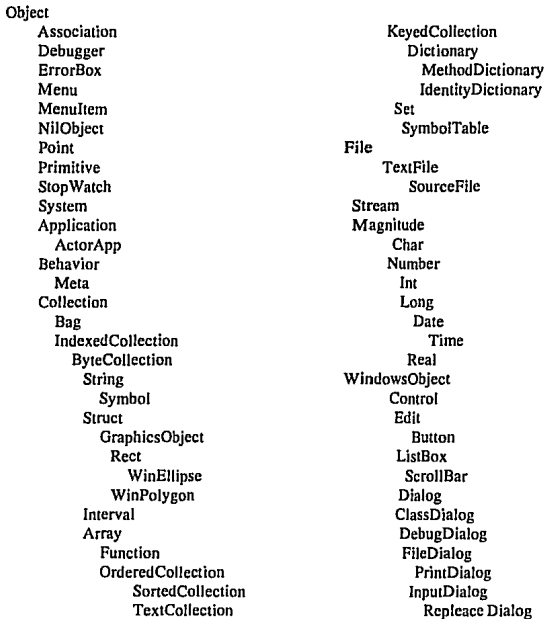 Object
Association
Debugger
ErrorBox
Menu
MenuItem
NilObject
Point
Primitive
StopWatch
System
Application
ActorApp
Behavior
Meta
Collection
Bag
IndexedCollection
ByteCollection
String
Symbol
Struct
GraphicsObject
Rect
WinEllipse
WinPolygon
Interval
Array
Function
OrderedCollection
SortedCollection
TextCollection
KeyedCollection
Dictionary
MethodDictionary
IdentityDictionary
Set
SymbolTable
File
TextFile
SourceFile
Stream
Magnitude
Char
Number
Int
Long
Date
Time
Real
WindowsObject
Control
Edit
Button
ListBox
ScrollBar
Dialog
ClassDialog
DebugDialog
FileDialog
PrintDialog
InputDialog
Repleace Dialog